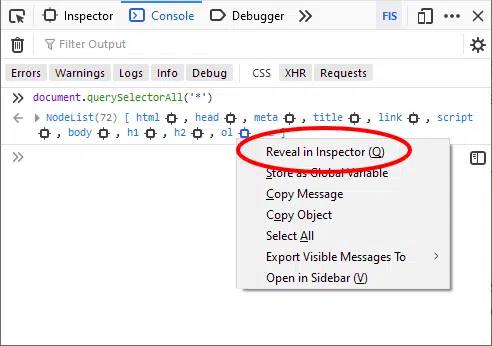 Inspector Console Debugger FIS
Filter Output
Errors Warnings Logs Info Debug CSS XHR Requests
document.querySelectorAll('*')
NodeList(72) [ html , head , meta , title , link , script
, body , h1 , h2 , ol ]
Reveal in Inspector (Q)
Store as Global Variable
Copy Message
Copy Object
Select All
Export Visible Messages To
Open in Sidebar (V)